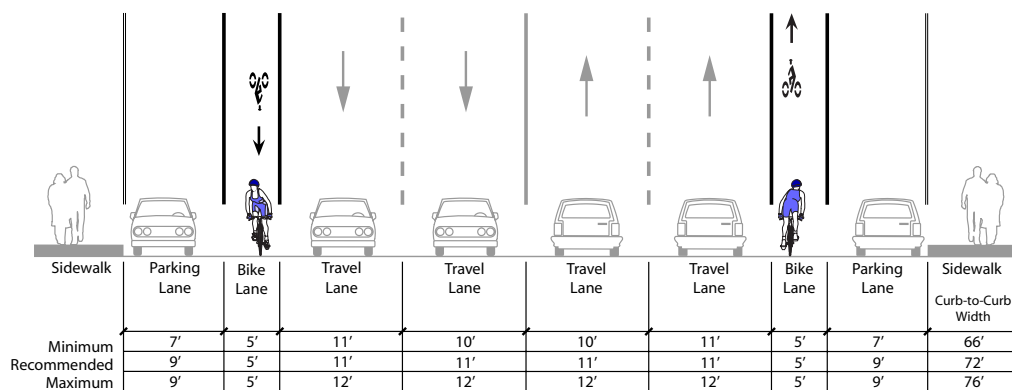 Sidewalk Parking Lane Bike Lane Travel Lane Travel Lane Travel Lane Travel Lane Bike Lane Parking Lane Sidewalk
Curb-to-Curb Width
Minimum 7' 5' 11' 10' 10' 11' 5' 7' 66'
Recommended 9' 5' 11' 11' 11' 11' 5' 9' 72'
Maximum 9' 5' 12' 12' 12' 12' 5' 9' 76'